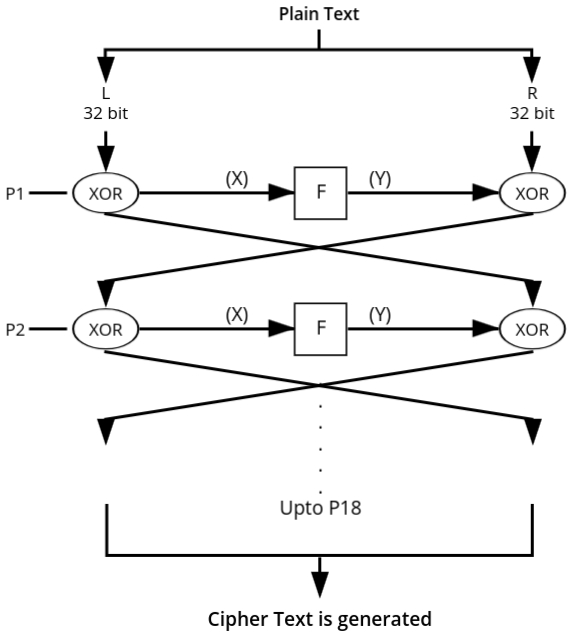 Plain Text
L
32 bit
R
32 bit
P1
XOR
(X)
F
(Y)
XOR
P2
XOR
(X)
F
(Y)
XOR
Upto P18
Cipher Text is generated